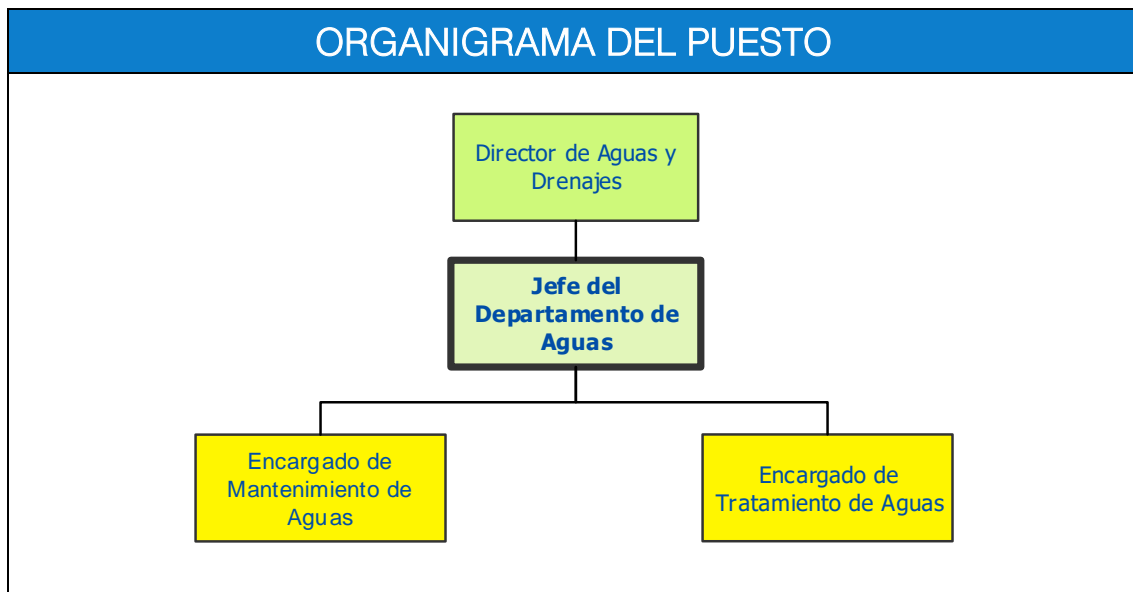 ORGANIGRAMA DEL PUESTO
Director de Aguas y
Drenajes
Jefe del
Departamento de
Aguas
Encargado de
Mantenimiento de
Aguas
Encargado de
Tratamiento de Aguas